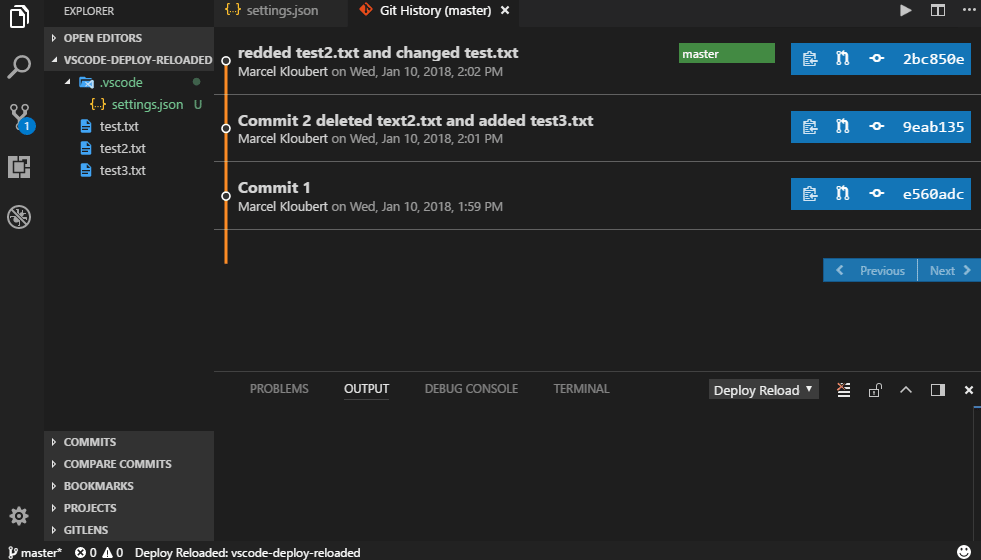 EXPLORER
{..} settings.json
Git History (master)
OPEN EDITORS
VSCODE-DEPLOY-RELOADED
.vscode
{..} settings.json U
test.txt
test2.txt
test3.txt
1
redded test2.txt and changed test.txt
Marcel Kloubert on Wed, Jan 10, 2018, 2:02 PM
master
2bc850e
Commit 2 deleted text2.txt and added test3.txt
Marcel Kloubert on Wed, Jan 10, 2018, 2:01 PM
9eab135
Commit 1
Marcel Kloubert on Wed, Jan 10, 2018, 1:59 PM
e560adc
Previous
Next
PROBLEMS OUTPUT DEBUG CONSOLE TERMINAL
Deploy Reload
COMMITS
COMPARE COMMITS
BOOKMARKS
PROJECTS
GITLENS
master* 0 0 Deploy Reloaded: vscode-deploy-reloaded